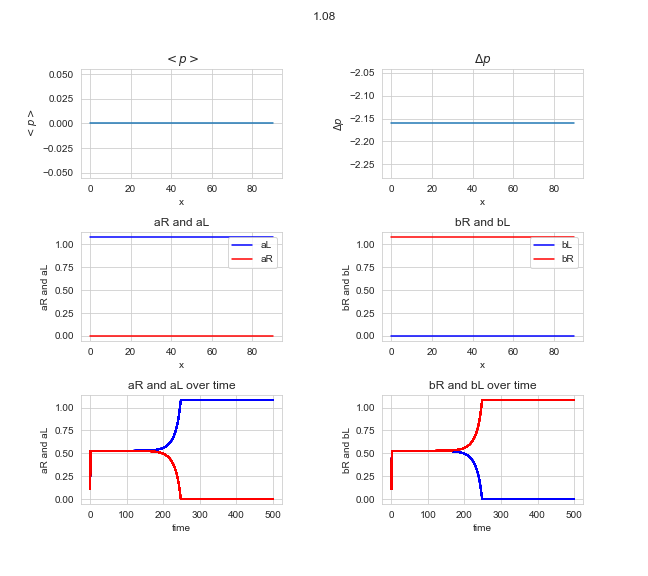 1.08
< p >
Δp
0.050
0.025
0.000
−0.025
−0.050
< p >
0 20 40 60 80
x
−2.05
−2.10
−2.15
−2.20
−2.25
Δp
0 20 40 60 80
x
aR and aL
1.00
0.75
0.50
0.25
0.00
aR and aL
aL
aR
0 20 40 60 80
x
bR and bL
1.00
0.75
0.50
0.25
0.00
bR and bL
bL
bR
0 20 40 60 80
x
aR and aL over time
1.00
0.75
0.50
0.25
0.00
aR and aL
0 100 200 300 400 500
time
bR and bL over time
1.00
0.75
0.50
0.25
0.00
bR and bL
0 100 200 300 400 500
time